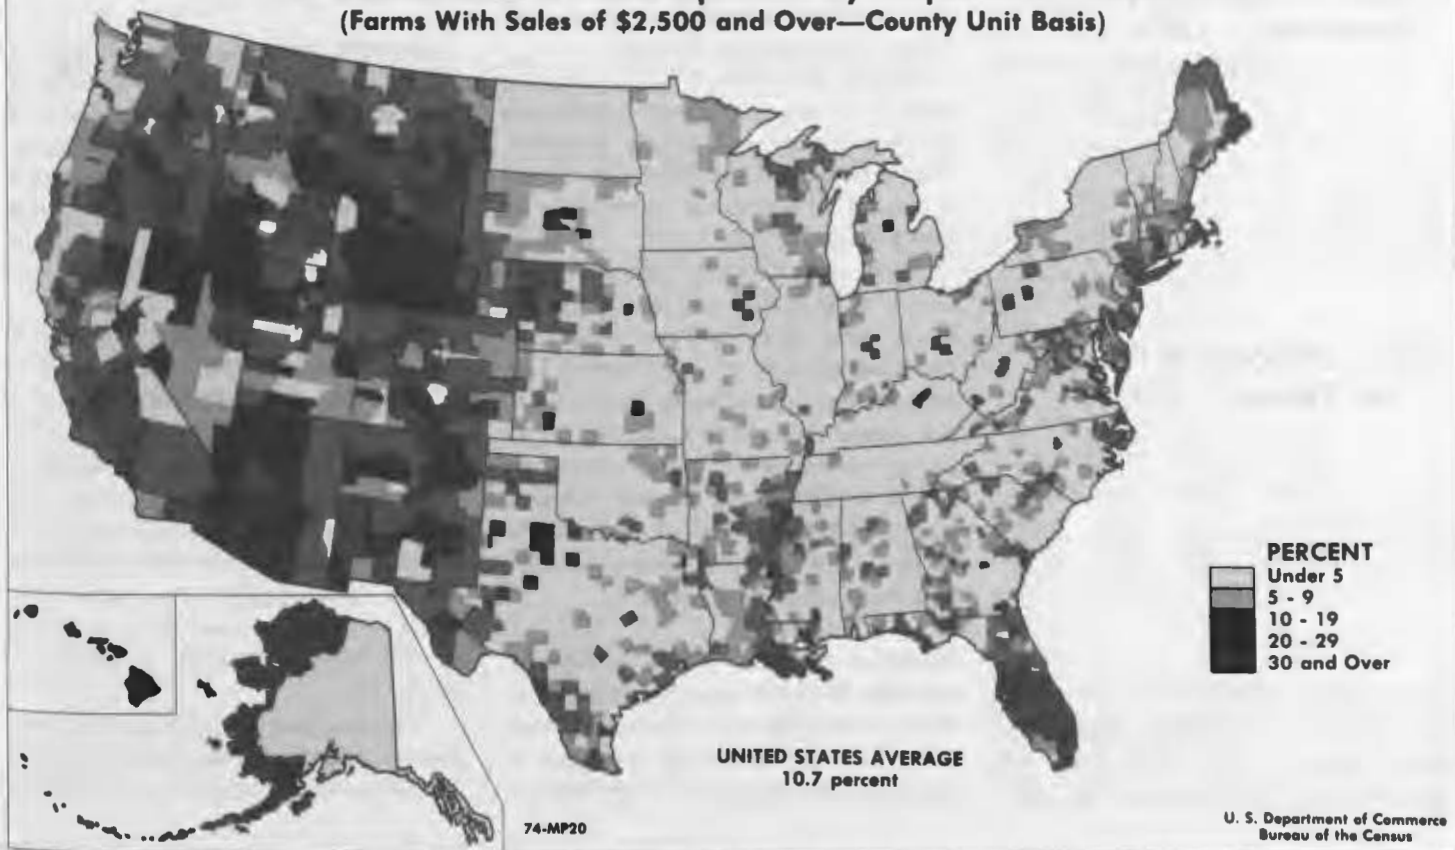 (Farms With Sales of $2,500 and Over—County Unit Basis)
PERCENT
Under 5
5 - 9
10 - 19
20 - 29
30 and Over
UNITED STATES AVERAGE
10.7 percent
74-MP20
U. S. Department of Commerce
Bureau of the Census